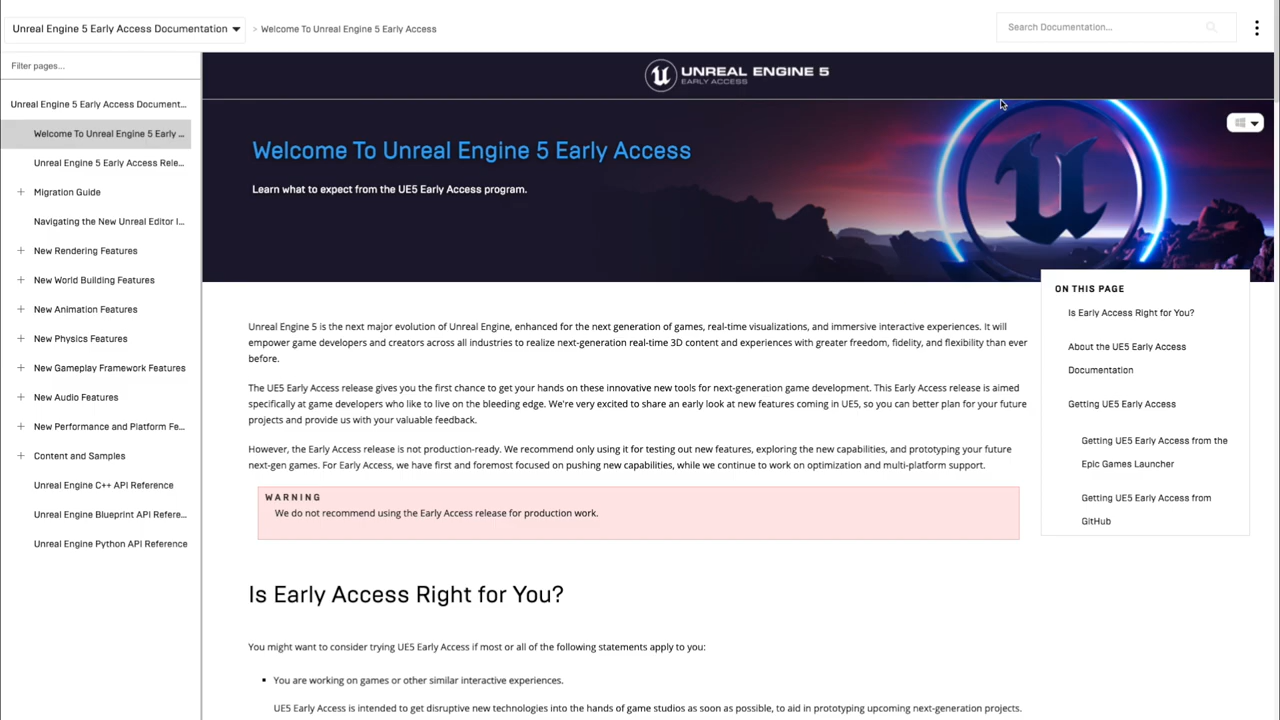 Unreal Engine 5 Early Access Documentation
> Welcome To Unreal Engine 5 Early Access
Search Documentation...
Filter pages...
Unreal Engine 5 Early Access Document...
Welcome To Unreal Engine 5 Early ...
Unreal Engine 5 Early Access Rele...
Migration Guide
Navigating the New Unreal Editor I...
New Rendering Features
New World Building Features
New Animation Features
New Physics Features
New Gameplay Framework Features
New Audio Features
New Performance and Platform Fe...
Content and Samples
Unreal Engine C++ API Reference
Unreal Engine Blueprint API Refere...
Unreal Engine Python API Reference
UNREAL ENGINE 5
EARLY ACCESS
Welcome To Unreal Engine 5 Early Access
Learn what to expect from the UE5 Early Access program.
Unreal Engine 5 is the next major evolution of Unreal Engine, enhanced for the next generation of games, real-time visualizations, and immersive interactive experiences. It will
empower game developers and creators across all industries to realize next-generation real-time 3D content and experiences with greater freedom, fidelity, and flexibility than ever
before.
The UE5 Early Access release gives you the first chance to get your hands on these innovative new tools for next-generation game development. This Early Access release is aimed
specifically at game developers who like to live on the bleeding edge. We're very excited to share an early look at new features coming in UE5, so you can better plan for your future
projects and provide us with your valuable feedback.
However, the Early Access release is not production-ready. We recommend only using it for testing out new features, exploring the new capabilities, and prototyping your future
next-gen games. For Early Access, we have first and foremost focused on pushing new capabilities, while we continue to work on optimization and multi-platform support.
WARNING
We do not recommend using the Early Access release for production work.
Is Early Access Right for You?
You might want to consider trying UE5 Early Access if most or all of the following statements apply to you:
• You are working on games or other similar interactive experiences.
UE5 Early Access is intended to get disruptive new technologies into the hands of game studios as soon as possible, to aid in prototyping upcoming next-generation projects.
ON THIS PAGE
Is Early Access Right for You?
About the UE5 Early Access
Documentation
Getting UE5 Early Access
Getting UE5 Early Access from the
Epic Games Launcher
Getting UE5 Early Access from
GitHub